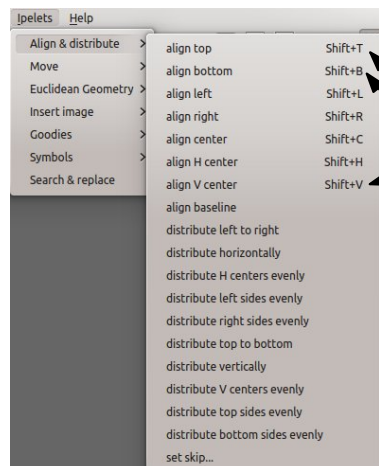 Ipelets Help
Align & distribute >
Move >
Euclidean Geometry >
Insert image >
Goodies >
Symbols >
Search & replace
align top Shift+T
align bottom Shift+B
align left Shift+L
align right Shift+R
align center Shift+C
align H center Shift+H
align V center Shift+V
align baseline
distribute left to right
distribute horizontally
distribute H centers evenly
distribute left sides evenly
distribute right sides evenly
distribute top to bottom
distribute vertically
distribute V centers evenly
distribute top sides evenly
distribute bottom sides evenly
set skip...